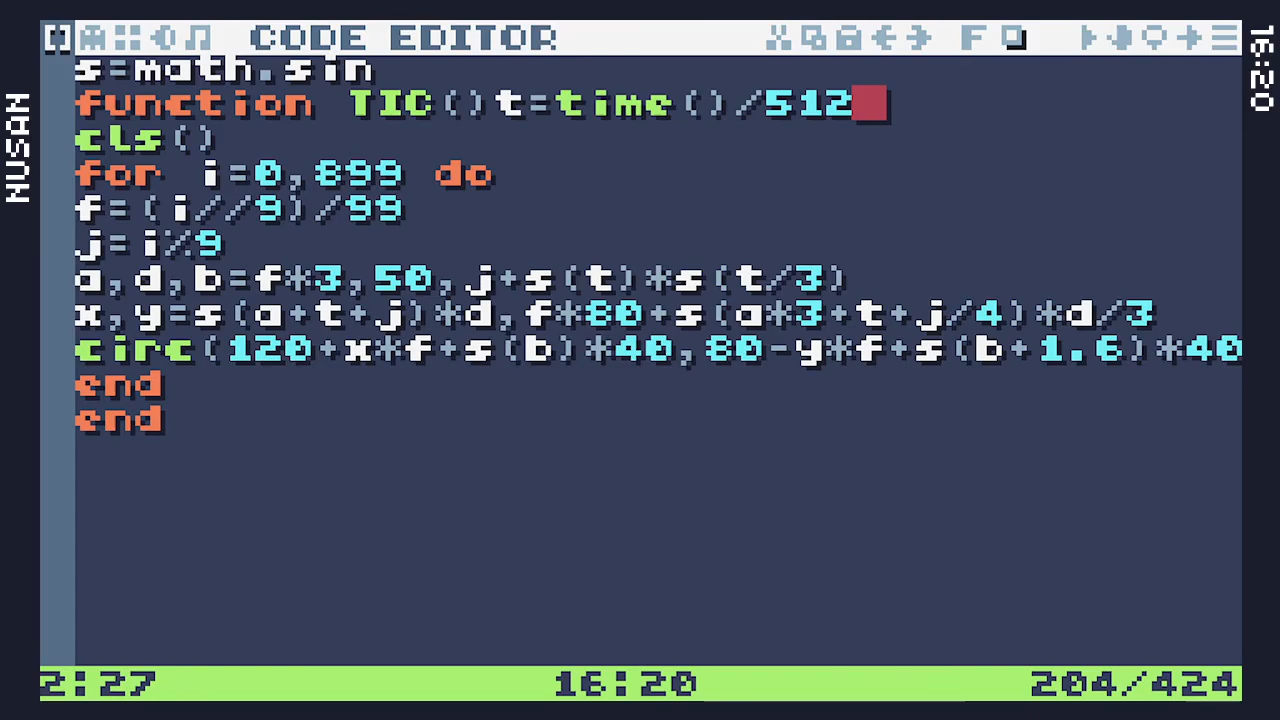 CODE EDITOR
F
s=math.sin
function TIC()t=time()/512
cls()
for i=0,899 do
f=(i//9)/99
j=i%9
a,d,b=f*3,50,j+s(t)*s(t/3)
x,y=s(a+t+j)*d,f*80+s(a*3+t+j/4)*d/3
circ(120+x*f+s(b)*40,80-y*f+s(b+1.6)*40
end
end
2:27 16:20 204/424
NUSAN
16:20